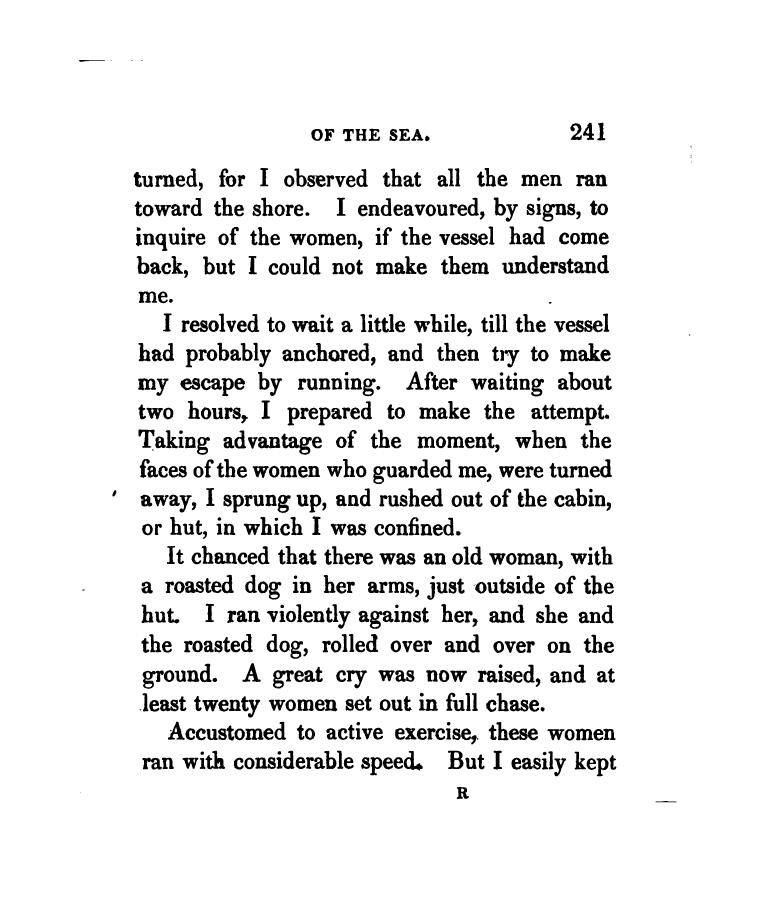 OF THE SEA. 241
turned, for I observed that all the men ran
toward the shore. I endeavoured, by signs, to
inquire of the women, if the vessel had come
back, but I could not make them understand
me.
I resolved to wait a little while, till the vessel
had probably anchored, and then try to make
my escape by running. After waiting about
two hours, I prepared to make the attempt.
Taking advantage of the moment, when the
faces of the women who guarded me, were turned
away, I sprung up, and rushed out of the cabin,
or hut, in which I was confined.
It chanced that there was an old woman, with
a roasted dog in her arms, just outside of the
hut. I ran violently against her, and she and
the roasted dog, rolled over and over on the
ground. A great cry was now raised, and at
least twenty women set out in full chase.
Accustomed to active exercise, these women
ran with considerable speed. But I easily kept
R